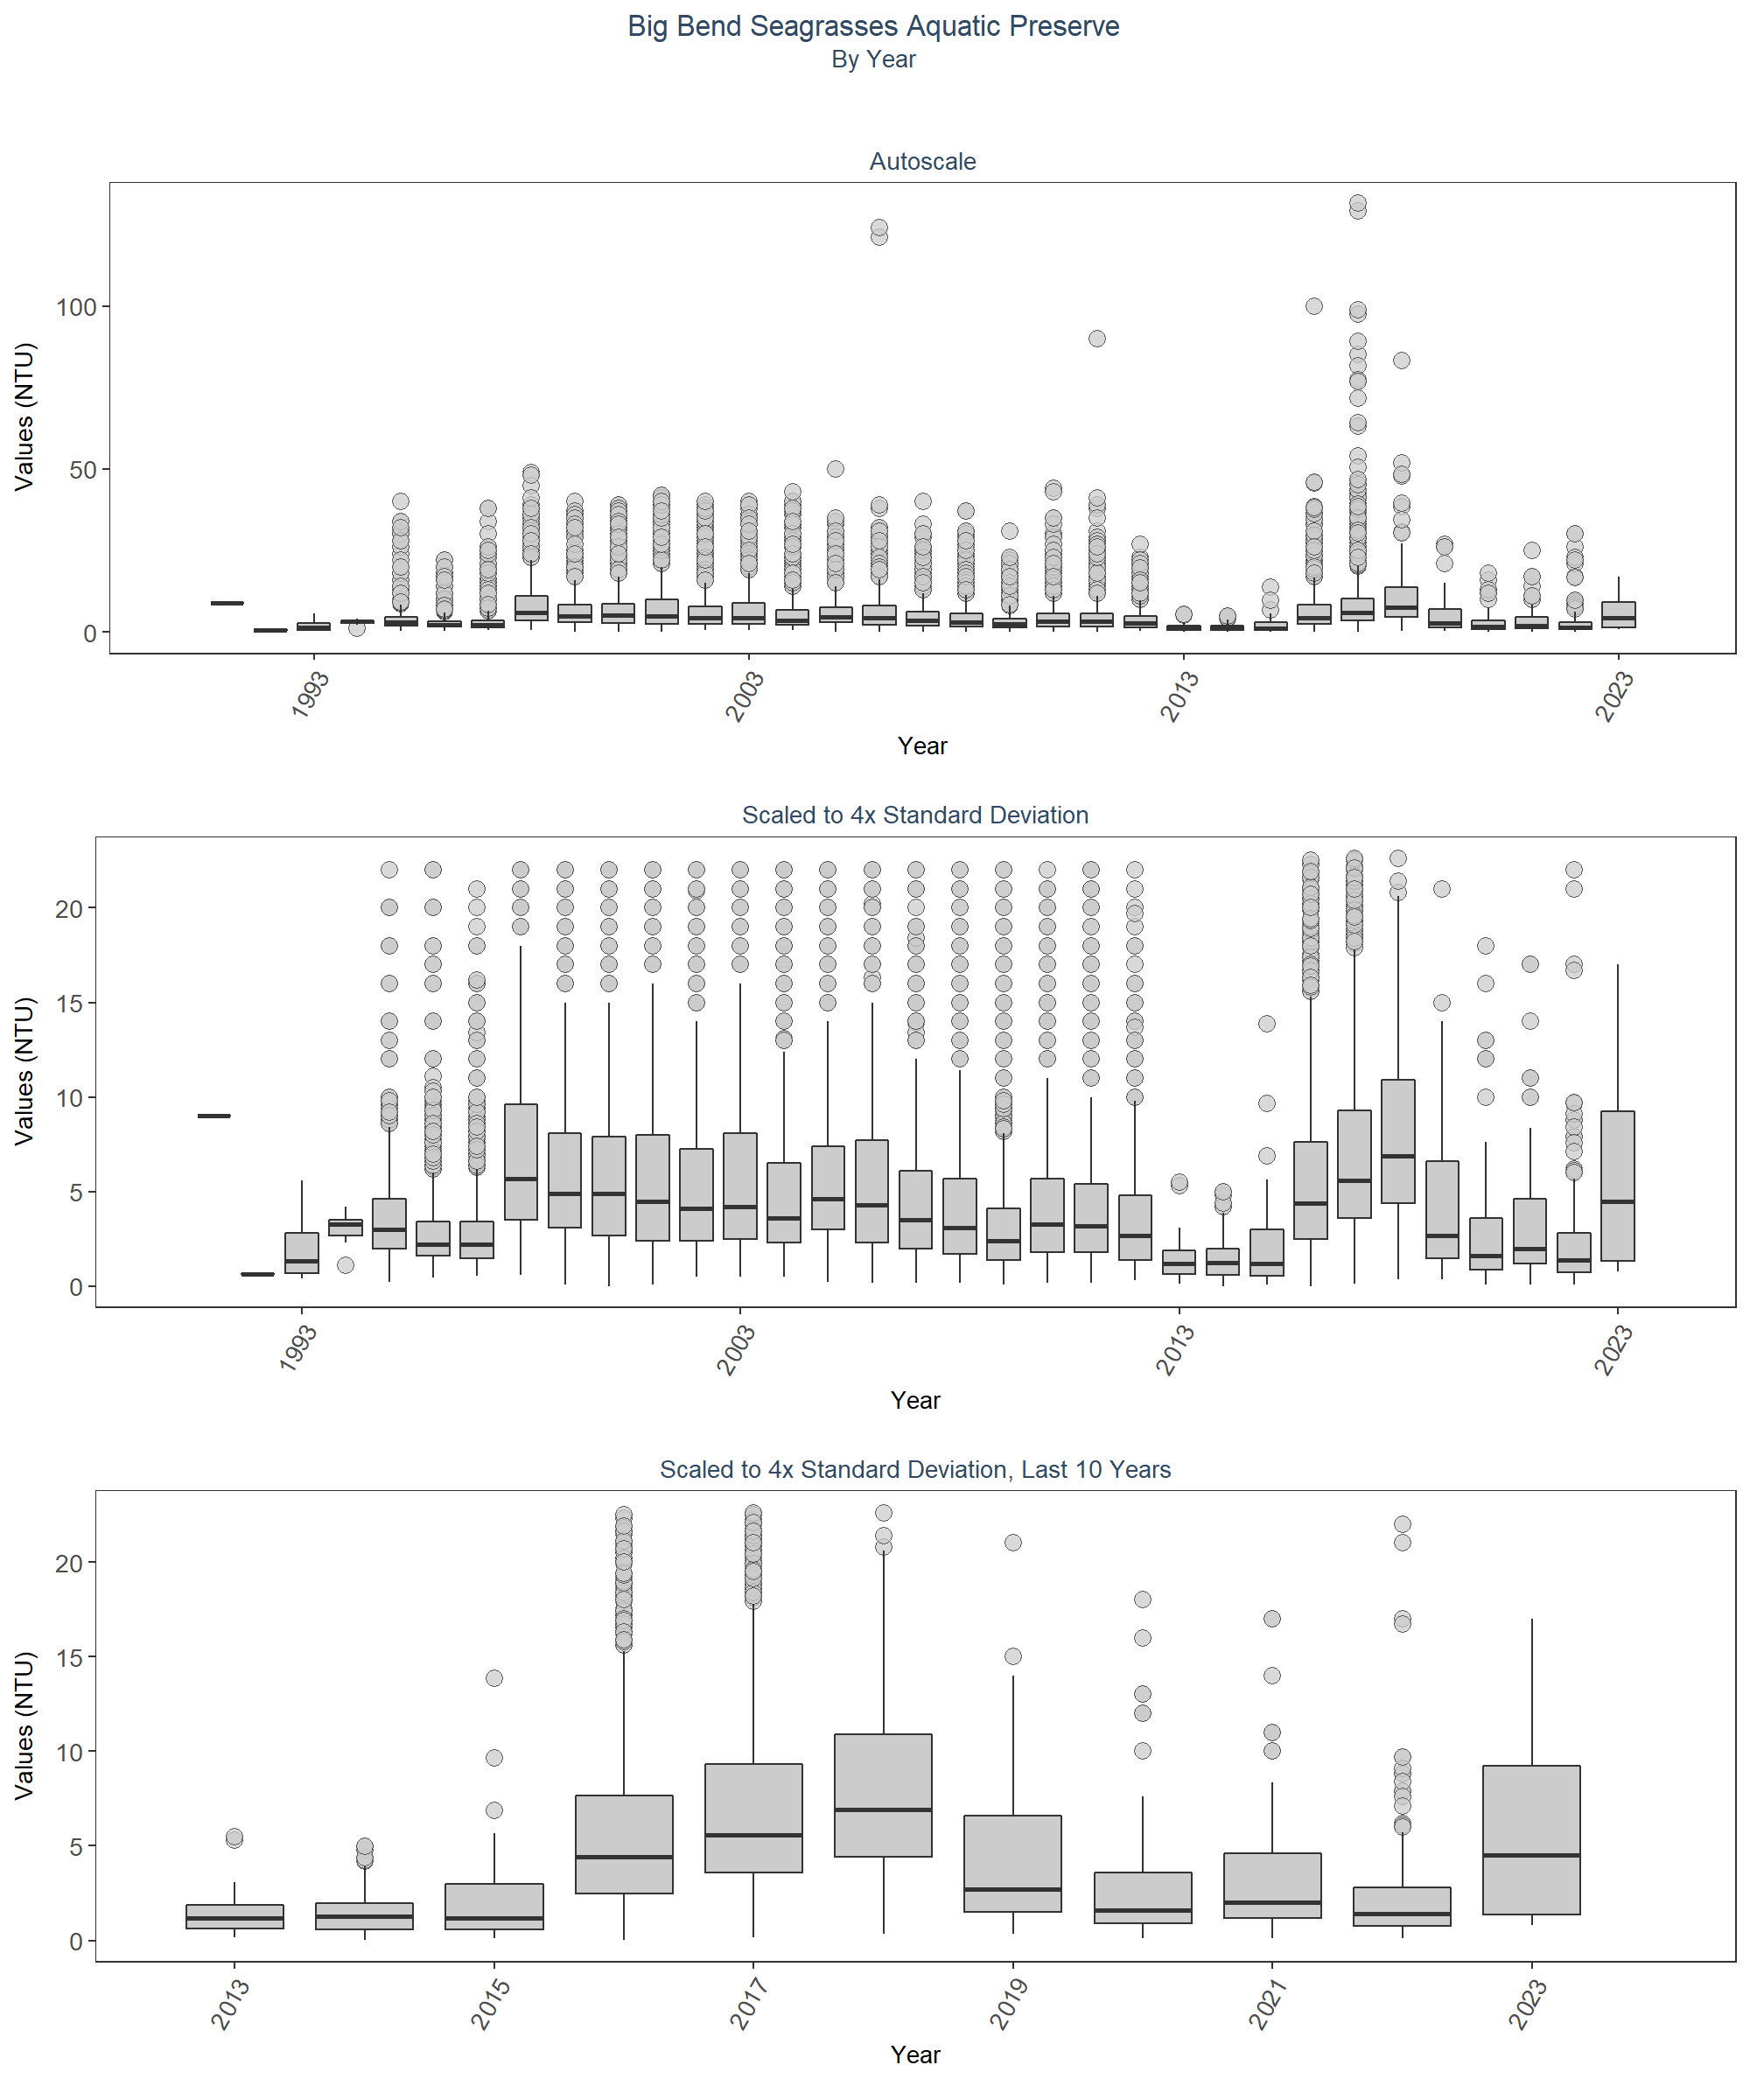 Big Bend Seagrasses Aquatic Preserve
By Year
Autoscale
Values (NTU)
100
50
0
1993
2003
2013
2023
Year
Scaled to 4x Standard Deviation
Values (NTU)
20
15
10
5
0
1993
2003
2013
2023
Year
Scaled to 4x Standard Deviation, Last 10 Years
Values (NTU)
20
15
10
5
0
2013
2015
2017
2019
2021
2023
Year